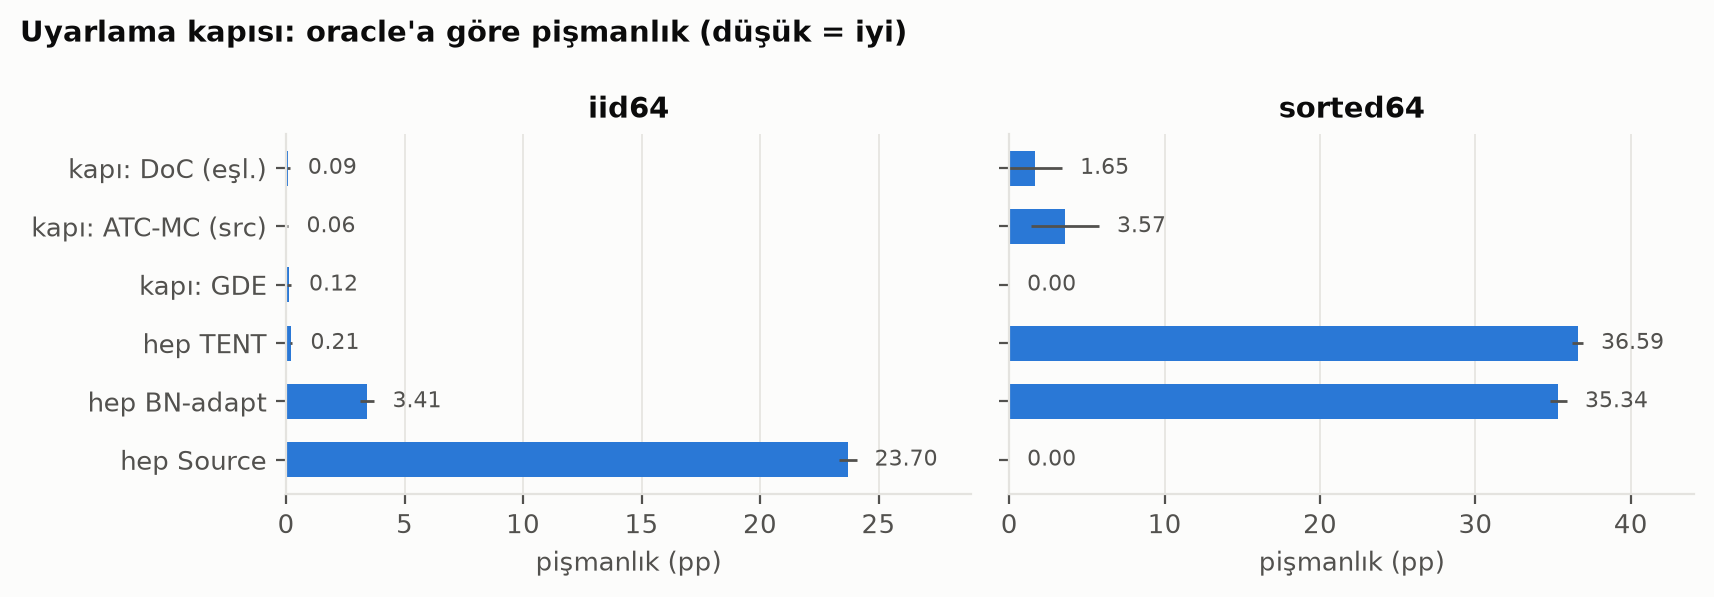 Uyarlama kapısı: oracle'a göre pişmanlık (düşük = iyi)
iid64
kapı: DoC (eşl.) 0.09
kapı: ATC-MC (src) 0.06
kapı: GDE 0.12
hep TENT 0.21
hep BN-adapt 3.41
hep Source 23.70
0 5 10 15 20 25
pişmanlık (pp)
sorted64
1.65
3.57
0.00
36.59
35.34
0.00
0 10 20 30 40
pişmanlık (pp)